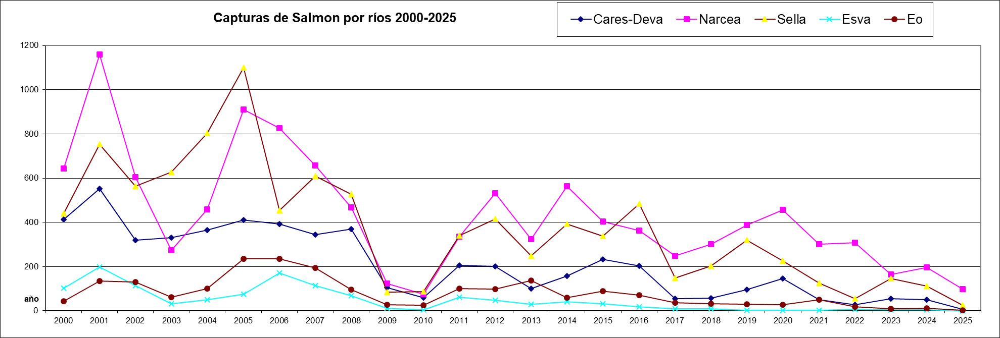 Capturas de Salmon por ríos 2000-2025
Cares-Deva Narcea Sella Esva Eo
1200
1000
800
600
400
200
año
0
2000 2001 2002 2003 2004 2005 2006 2007 2008 2009 2010 2011 2012 2013 2014 2015 2016 2017 2018 2019 2020 2021 2022 2023 2024 2025